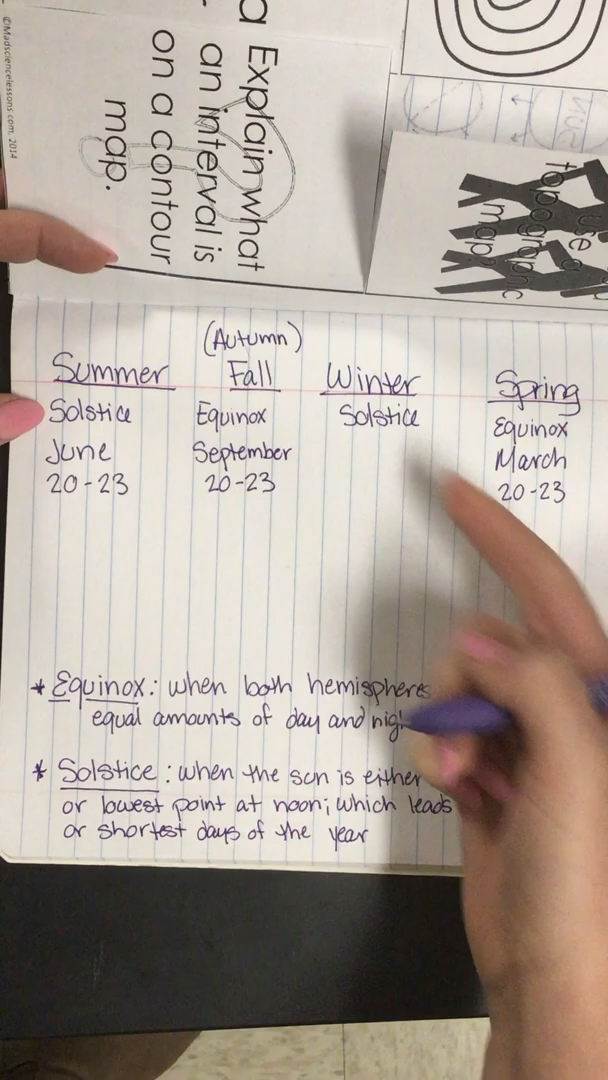 a Explain what
an interval is
on a contour
map.
©Madsciencelessons.com, 2014
use a
topographic
map
(Autumn)
Summer Fall Winter Spring
Solstice Equinox Solstice Equinox
June September March
20-23 20-23 20-23
* Equinox: when both hemispheres
equal amounts of day and
* Solstice: when the sun is either
or lowest point at noon; which leads
or shortest days of the year